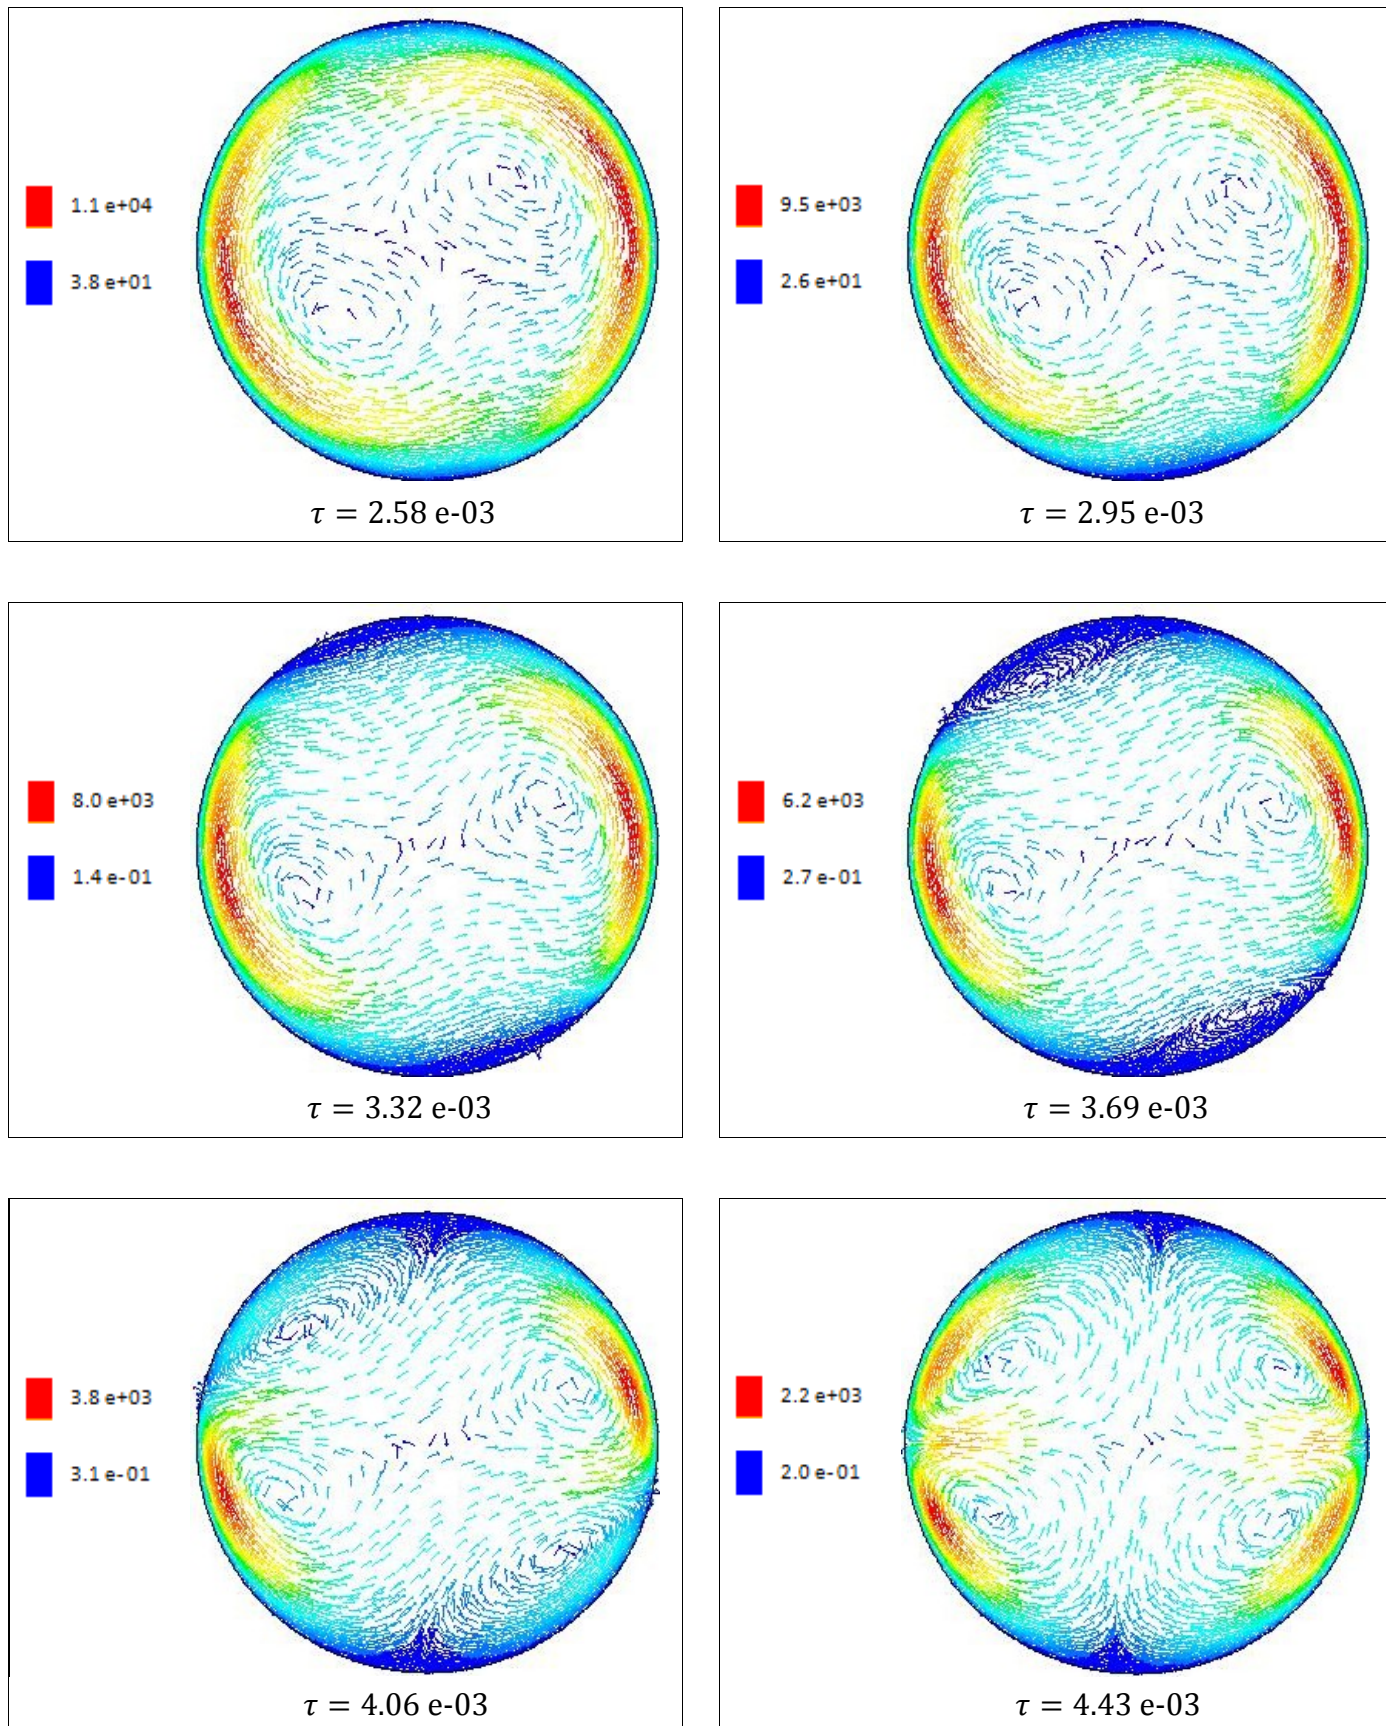 1.1 e+04
3.8 e+01
τ = 2.58 e-03
9.5 e+03
2.6 e+01
τ = 2.95 e-03
8.0 e+03
1.4 e-01
τ = 3.32 e-03
6.2 e+03
2.7 e-01
τ = 3.69 e-03
3.8 e+03
3.1 e-01
τ = 4.06 e-03
2.2 e+03
2.0 e-01
τ = 4.43 e-03